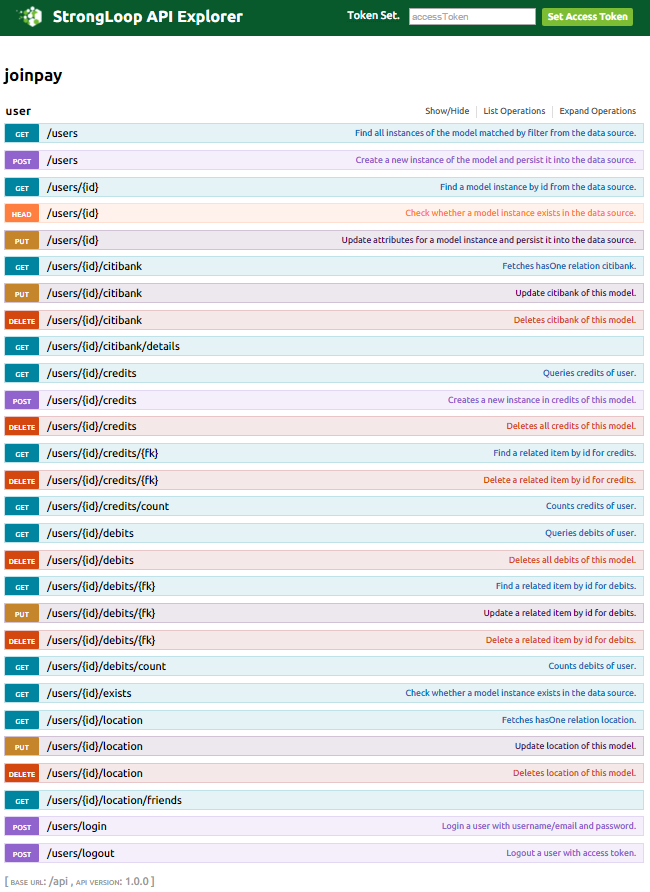 StrongLoop API Explorer Token Set. accessToken Set Access Token
joinpay
user Show/Hide List Operations Expand Operations
GET /users Find all instances of the model matched by filter from the data source.
POST /users Create a new instance of the model and persist it into the data source.
GET /users/{id} Find a model instance by id from the data source.
HEAD /users/{id} Check whether a model instance exists in the data source.
PUT /users/{id} Update attributes for a model instance and persist it into the data source.
GET /users/{id}/citibank Fetches hasOne relation citibank.
PUT /users/{id}/citibank Update citibank of this model.
DELETE /users/{id}/citibank Deletes citibank of this model.
GET /users/{id}/citibank/details
GET /users/{id}/credits Queries credits of user.
POST /users/{id}/credits Creates a new instance in credits of this model.
DELETE /users/{id}/credits Deletes all credits of this model.
GET /users/{id}/credits/{fk} Find a related item by id for credits.
DELETE /users/{id}/credits/{fk} Delete a related item by id for credits.
GET /users/{id}/credits/count Counts credits of user.
GET /users/{id}/debits Queries debits of user.
DELETE /users/{id}/debits Deletes all debits of this model.
GET /users/{id}/debits/{fk} Find a related item by id for debits.
PUT /users/{id}/debits/{fk} Update a related item by id for debits.
DELETE /users/{id}/debits/{fk} Delete a related item by id for debits.
GET /users/{id}/debits/count Counts debits of user.
GET /users/{id}/exists Check whether a model instance exists in the data source.
GET /users/{id}/location Fetches hasOne relation location.
PUT /users/{id}/location Update location of this model.
DELETE /users/{id}/location Deletes location of this model.
GET /users/{id}/location/friends
POST /users/login Login a user with username/email and password.
POST /users/logout Logout a user with access token.
[ BASE URL: /api , API VERSION: 1.0.0 ]